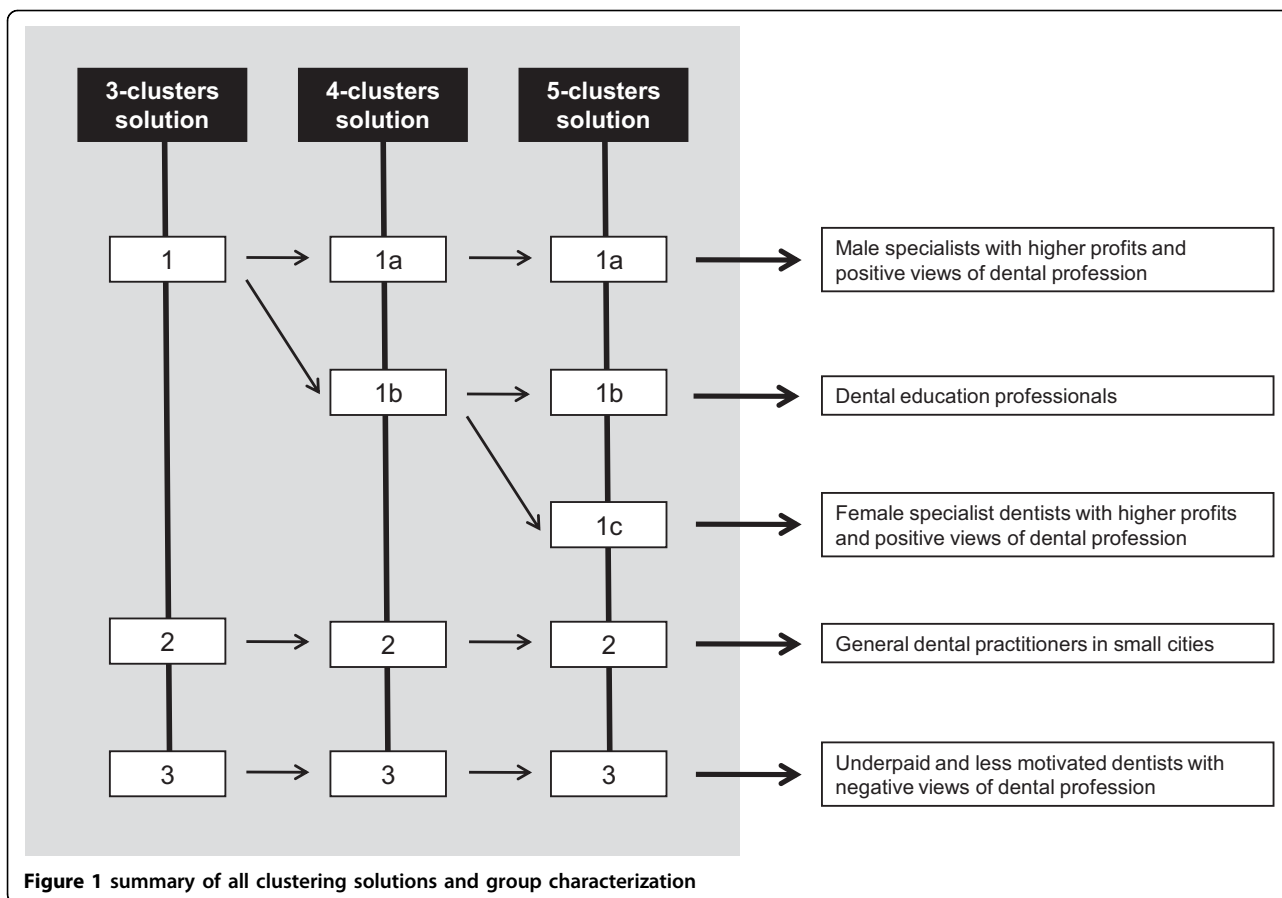 3-clusters
solution
4-clusters
solution
5-clusters
solution
1
1a
1a
Male specialists with higher profits and
positive views of dental profession
1b
1b
Dental education professionals
1c
Female specialist dentists with higher profits
and positive views of dental profession
2
2
2
General dental practitioners in small cities
3
3
3
Underpaid and less motivated dentists with
negative views of dental profession
Figure 1 summary of all clustering solutions and group characterization